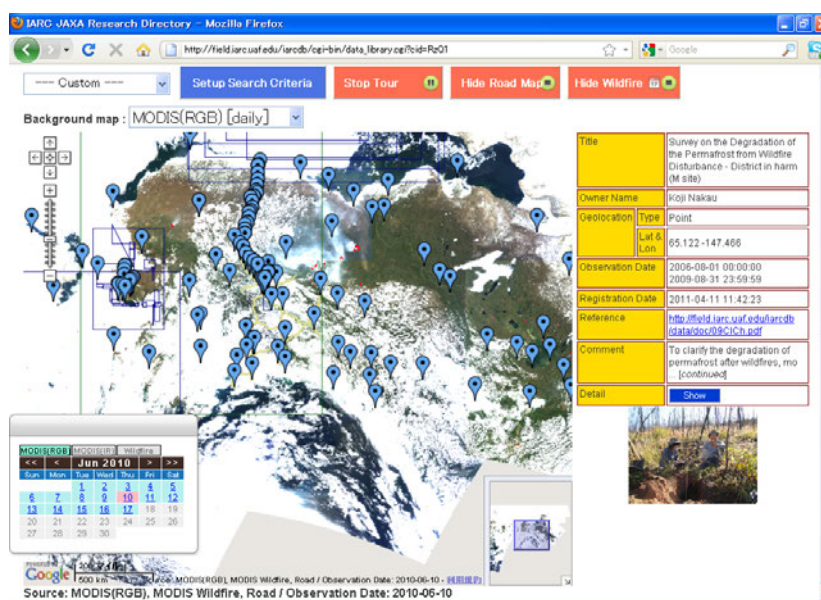 IARC JAXA Research Directory - Mozilla Firefox
http://field.iarc.uaf.edu/iarcdb/cgi-bin/data_library.cgi?cid=RzQ1
Google
--- Custom ---
Setup Search Criteria
Stop Tour
Hide Road Map
Hide Wildfire
Background map : MODIS(RGB) [daily]
Title
Survey on the Degradation of
the Permafrost from Wildfire
Disturbance - District in harm
(M site)
Owner Name
Koji Nakau
Geolocation
Type
Point
Lat &
Lon
65.122 -147.466
Observation Date
2006-08-01 00:00:00
2009-08-31 23:59:59
Registration Date
2011-04-11 11:42:23
Reference
http://field.iarc.uaf.edu/iarcdb
/data/doc/09CICh.pdf
Comment
To clarify the degradation of
permafrost after wildfires, mo
... [continued]
Detail
Show
MODIS(RGB) MODIS(IR) Wildfire
<< < Jun 2010 > >>
Sun Mon Tue Wed Thu Fri Sat
1 2 3 4 5
6 7 8 9 10 11 12
13 14 15 16 17 18 19
20 21 22 23 24 25 26
27 28 29 30
Google
500 km
MODIS(RGB), MODIS Wildfire, Road / Observation Date: 2010-06-10 - 利用規約
Source: MODIS(RGB), MODIS Wildfire, Road / Observation Date: 2010-06-10